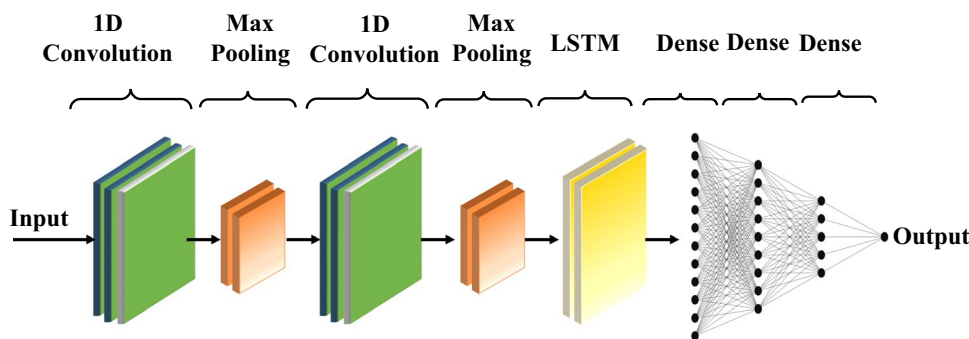 1D
Convolution
Max
Pooling
1D
Convolution
Max
Pooling
LSTM
Dense
Dense
Dense
Input
Output